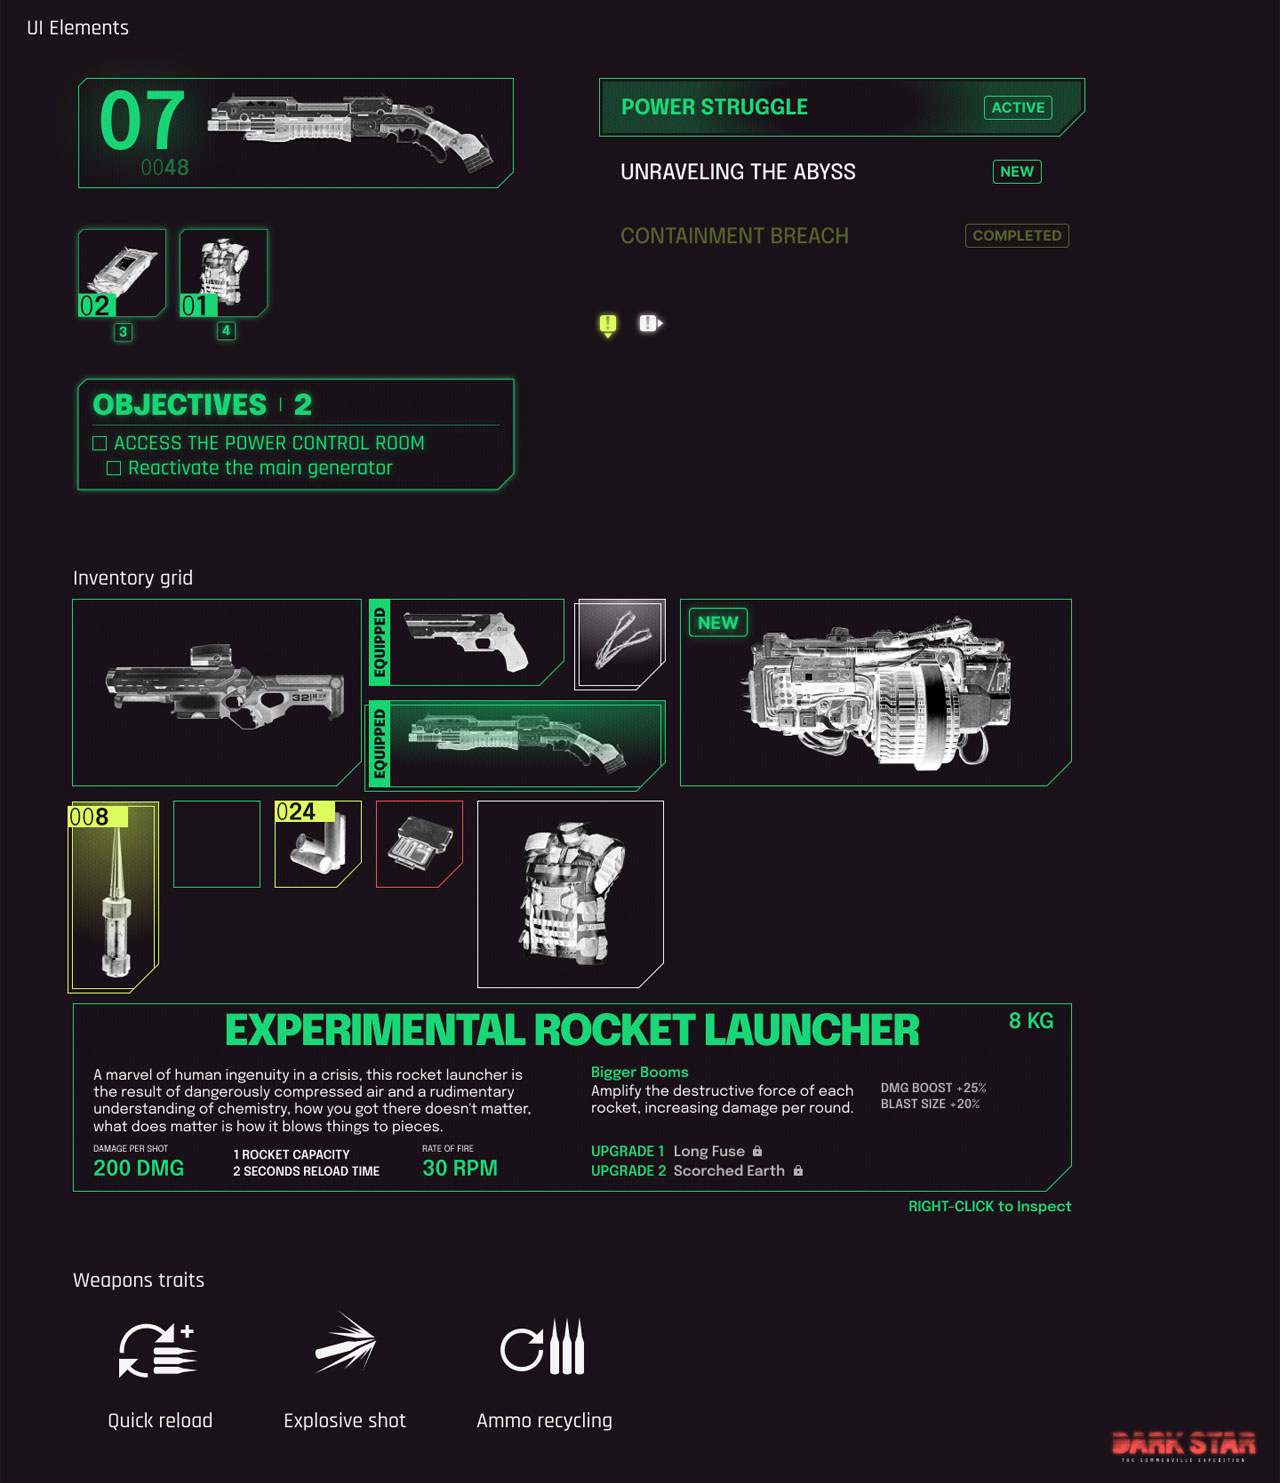 UI Elements
07
0048
POWER STRUGGLE
ACTIVE
UNRAVELING THE ABYSS
NEW
CONTAINMENT BREACH
COMPLETED
02
01
3
4
!
!
OBJECTIVES | 2
ACCESS THE POWER CONTROL ROOM
Reactivate the main generator
Inventory grid
EQUIPPED
NEW
32
EQUIPPED
008
024
EXPERIMENTAL ROCKET LAUNCHER
8 KG
A marvel of human ingenuity in a crisis, this rocket launcher is
the result of dangerously compressed air and a rudimentary
understanding of chemistry, how you got there doesn't matter,
what does matter is how it blows things to pieces.
DAMAGE PER SHOT
200 DMG
1 ROCKET CAPACITY
2 SECONDS RELOAD TIME
RATE OF FIRE
30 RPM
Bigger Booms
Amplify the destructive force of each
rocket, increasing damage per round.
DMG BOOST +25%
BLAST SIZE +20%
UPGRADE 1 Long Fuse
UPGRADE 2 Scorched Earth
RIGHT-CLICK to Inspect
Weapons traits
Quick reload
Explosive shot
Ammo recycling
DARK STAR
THE SOMMERVILLE EXPEDITION